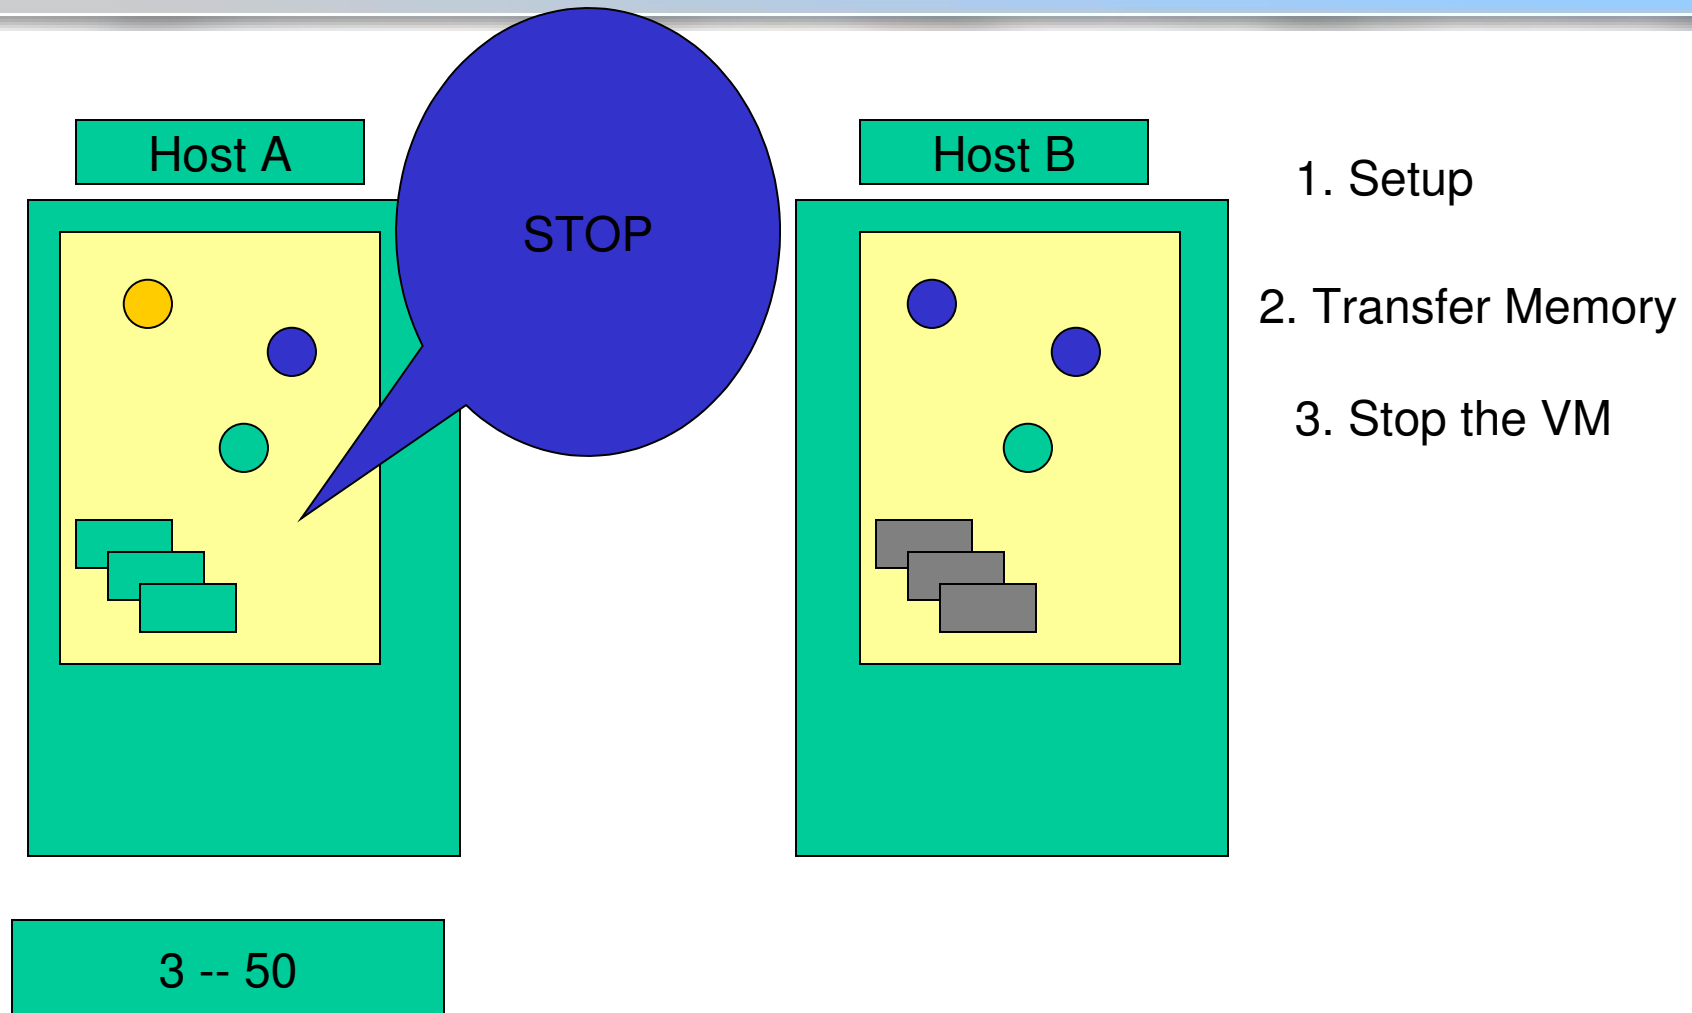 Host A
STOP
Host B
1. Setup
2. Transfer Memory
3. Stop the VM
3 -- 50